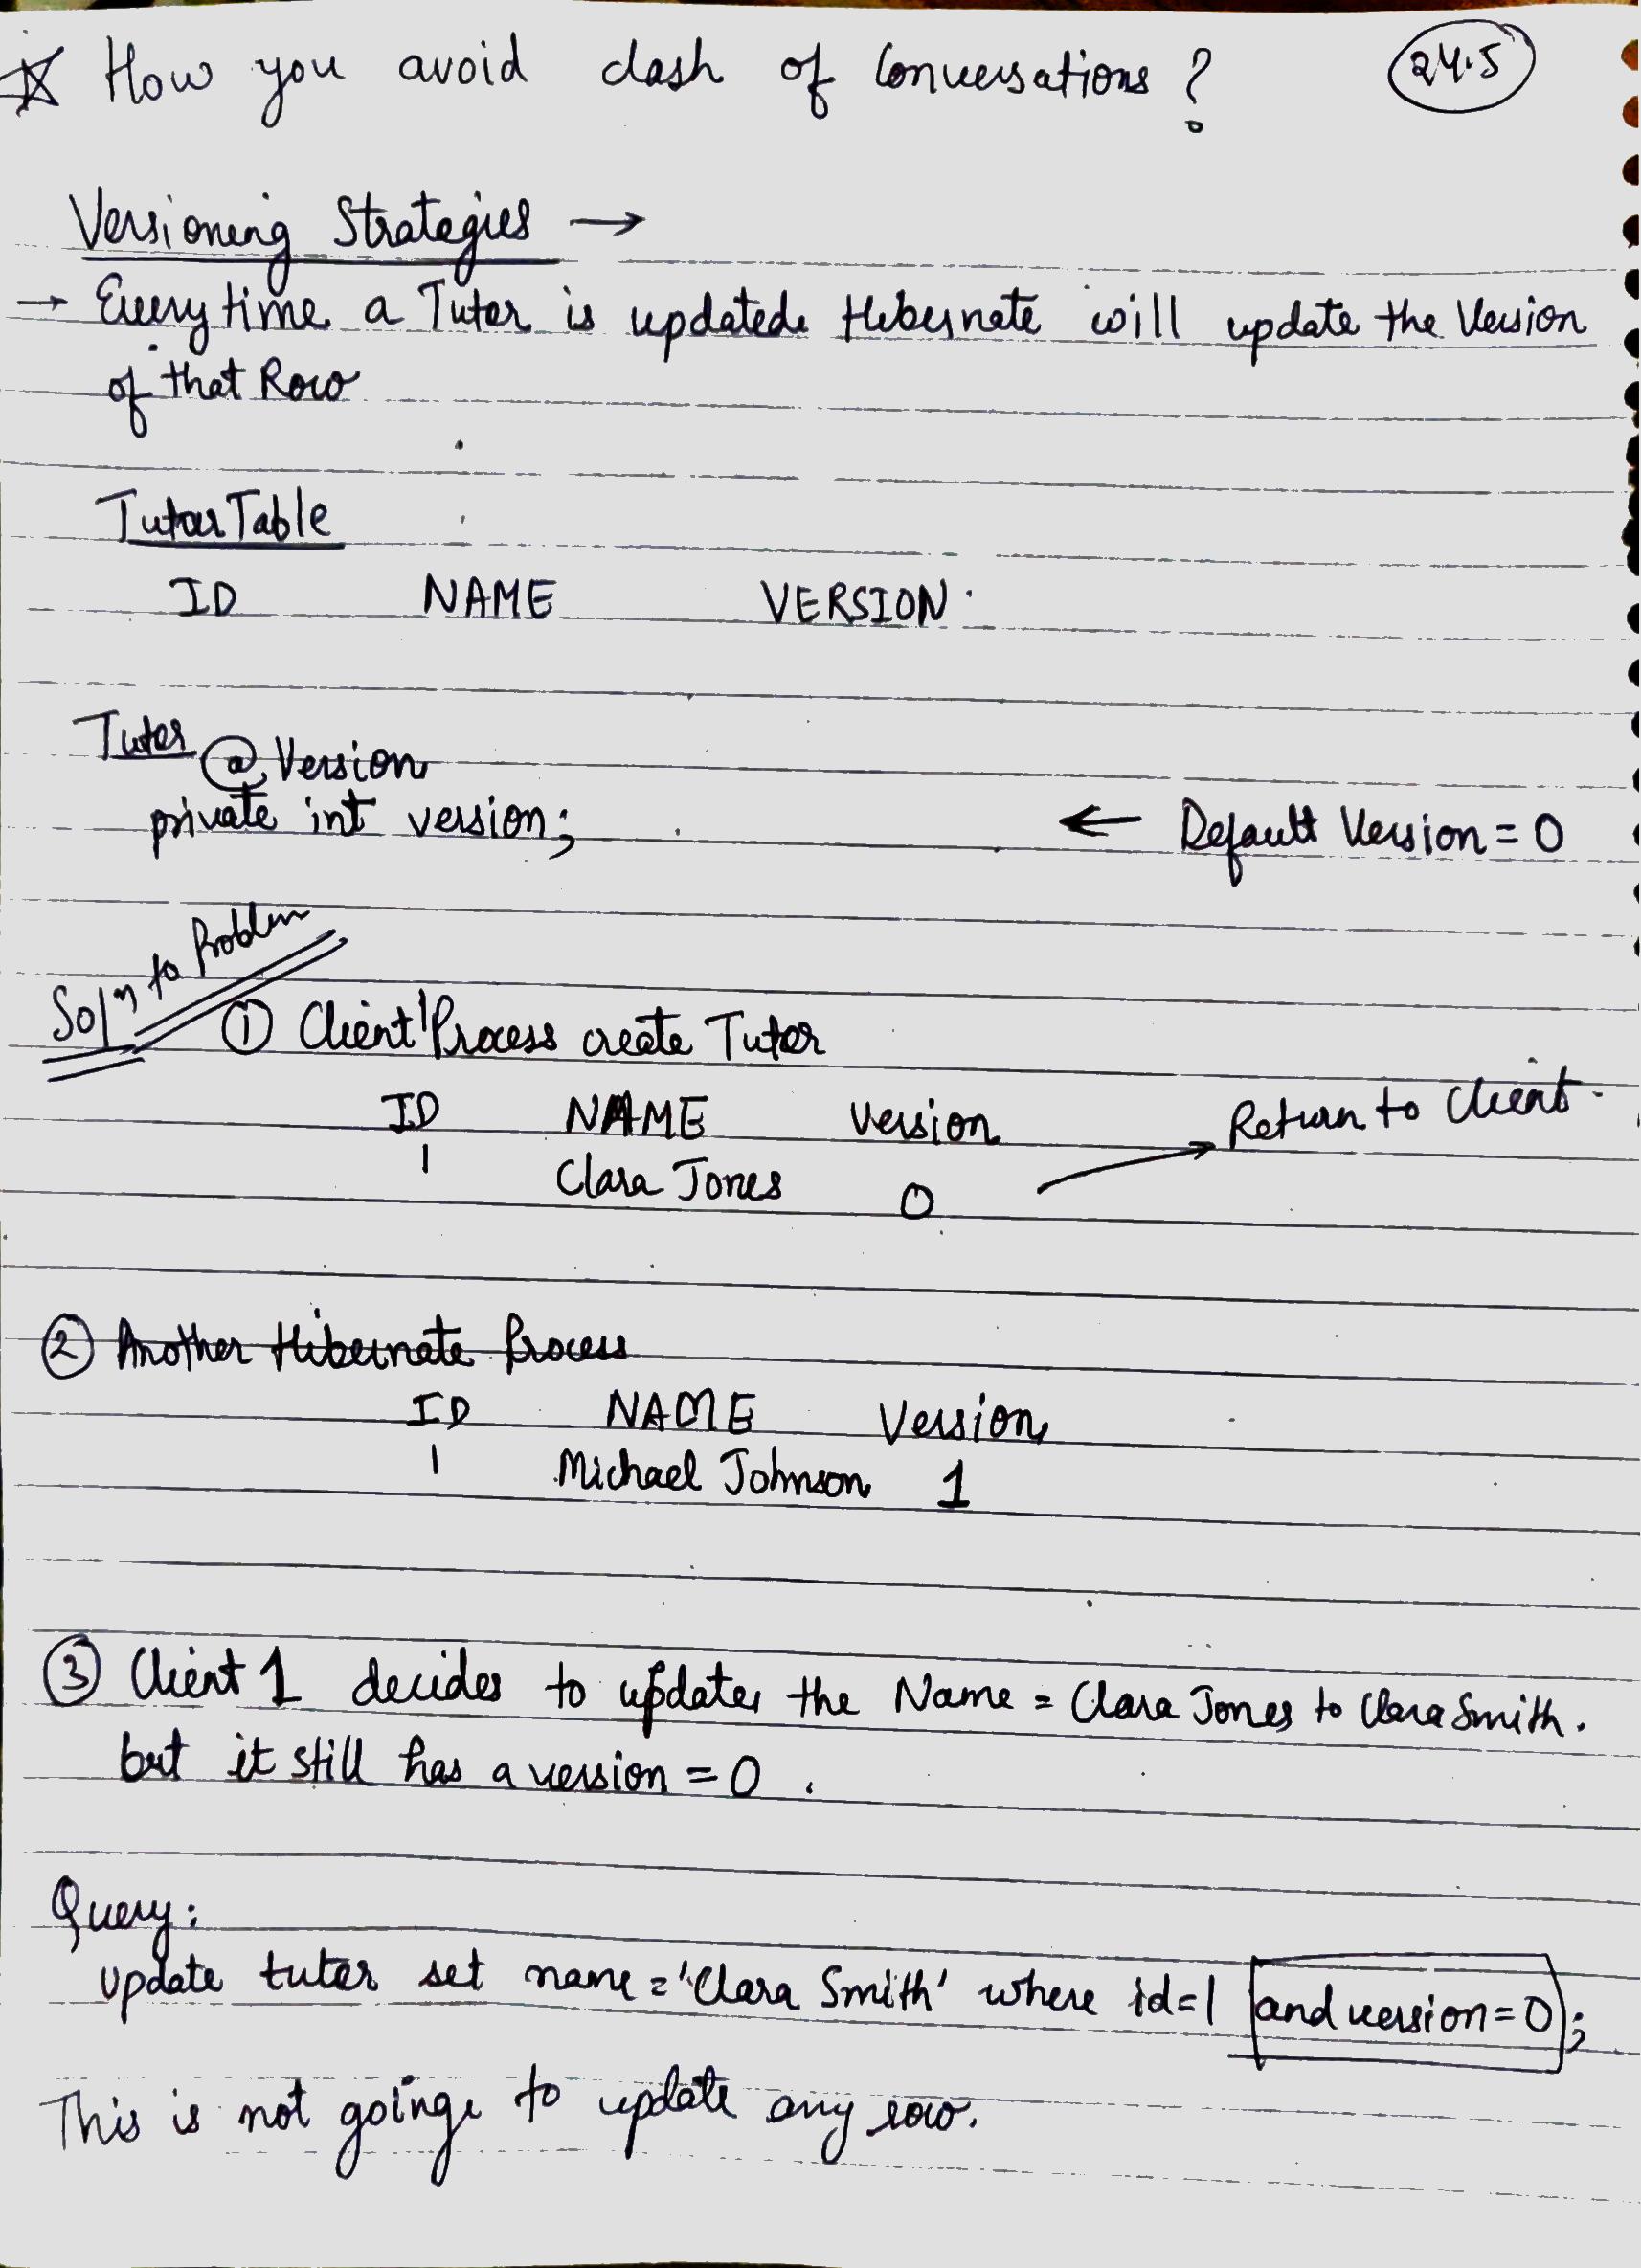 ☆ How you avoid clash of Conversations ? 24.5
Versioning Strategies →
→ Every time a Tutor is updated. Hibernate will update the Version
of that Row
Tutor Table
ID NAME VERSION
Tutor @Version
private int version; ← Default Version = 0
Solⁿ to Problem
① Client Process create Tutor
ID NAME Version Return to Client
1 Clara Jones 0
② Another Hibernate Process
ID NAME Version
1 Michael Johnson 1
③ Client 1 decides to update the Name = Clara Jones to Clara Smith.
but it still has a version = 0 .
Query:
update tutor set name = 'Clara Smith' where id=1 and version=0;
This is not going to update any row.